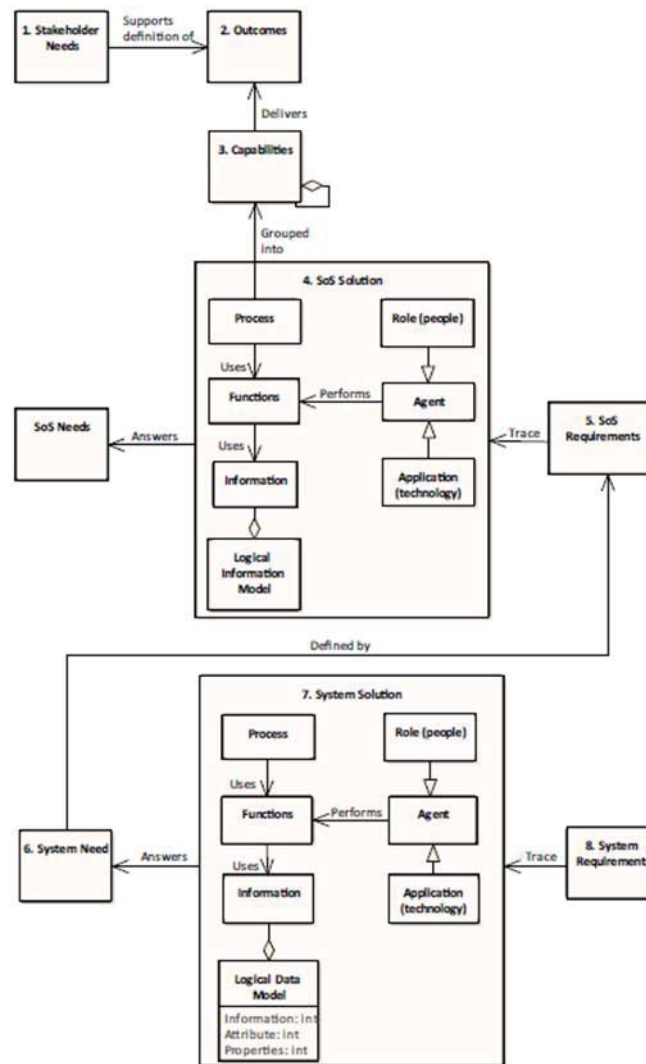 1. Stakeholder
Needs
Supports
definition of
2. Outcomes
Delivers
3. Capabilities
Grouped
into
4. SoS Solution
Process
Role (people)
Uses
Functions
Performs
Agent
SoS Needs
Answers
Uses
Trace
5. SoS
Requirements
Information
Application
(technology)
Logical
Information
Model
Defined by
7. System Solution
Process
Role (people)
Uses
Functions
Performs
Agent
6. System Need
Answers
Uses
Trace
8. System
Requirement
Information
Application
(technology)
Logical Data
Model
Information: int
Attribute: int
Properties: int